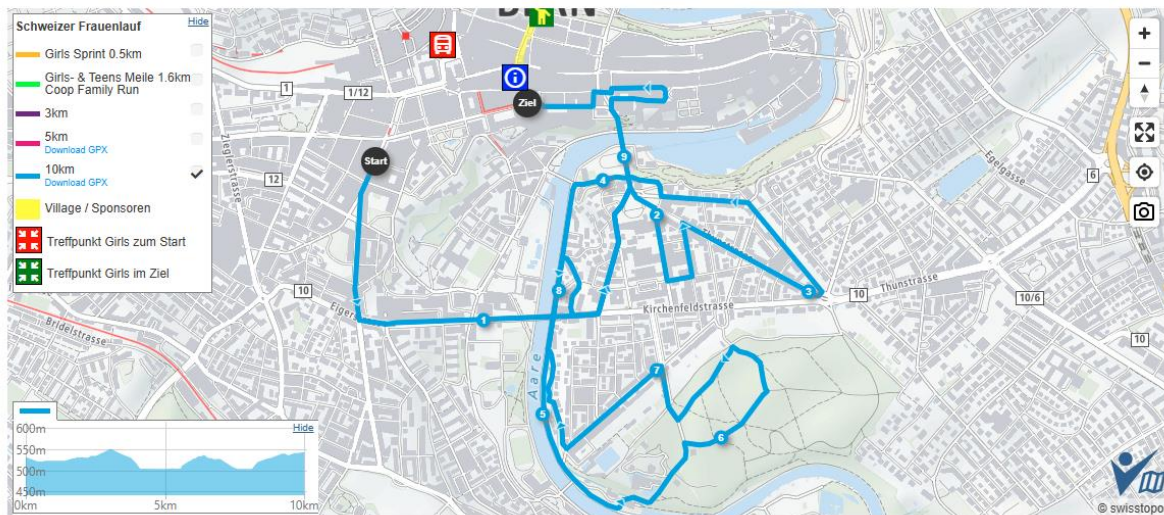 Schweizer Frauenlauf
Hide
Girls Sprint 0.5km
Girls- & Teens Meile 1.6km
Coop Family Run
3km
5km
Download GPX
10km
Download GPX
Village / Sponsoren
Treffpunkt Girls zum Start
Treffpunkt Girls im Ziel
1
1/12
12
Zieglerstrasse
Ziel
Start
9
4
2
Thunstrasse
3
10
Thunstrasse
10/6
10
6
Egelgasse
10
Eigerstrasse
1
8
Kirchenfeldstrasse
Bridelstrasse
Aare
7
5
6
Hide
600m
550m
500m
450m
0km
5km
10km
© swisstopo